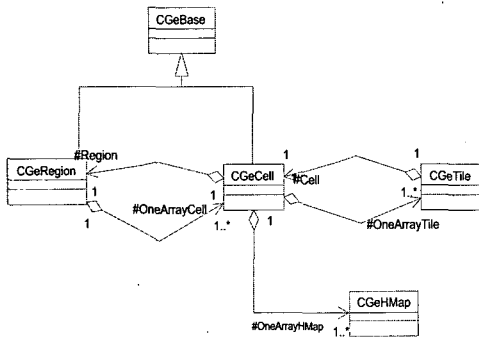 CGeBase
#Region
1
1
CGeRegion
CGeCell
#Cell
CGeTile
1
1
1..*
#OneArrayCell
1
1..*
1
#OneArrayTile
#OneArrayHMap
CGeHMap
1..*